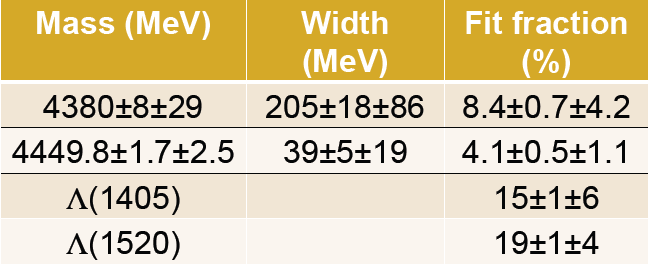 Mass (MeV) Width (MeV) Fit fraction (%)
4380±8±29 205±18±86 8.4±0.7±4.2
4449.8±1.7±2.5 39±5±19 4.1±0.5±1.1
Λ(1405) 15±1±6
Λ(1520) 19±1±4